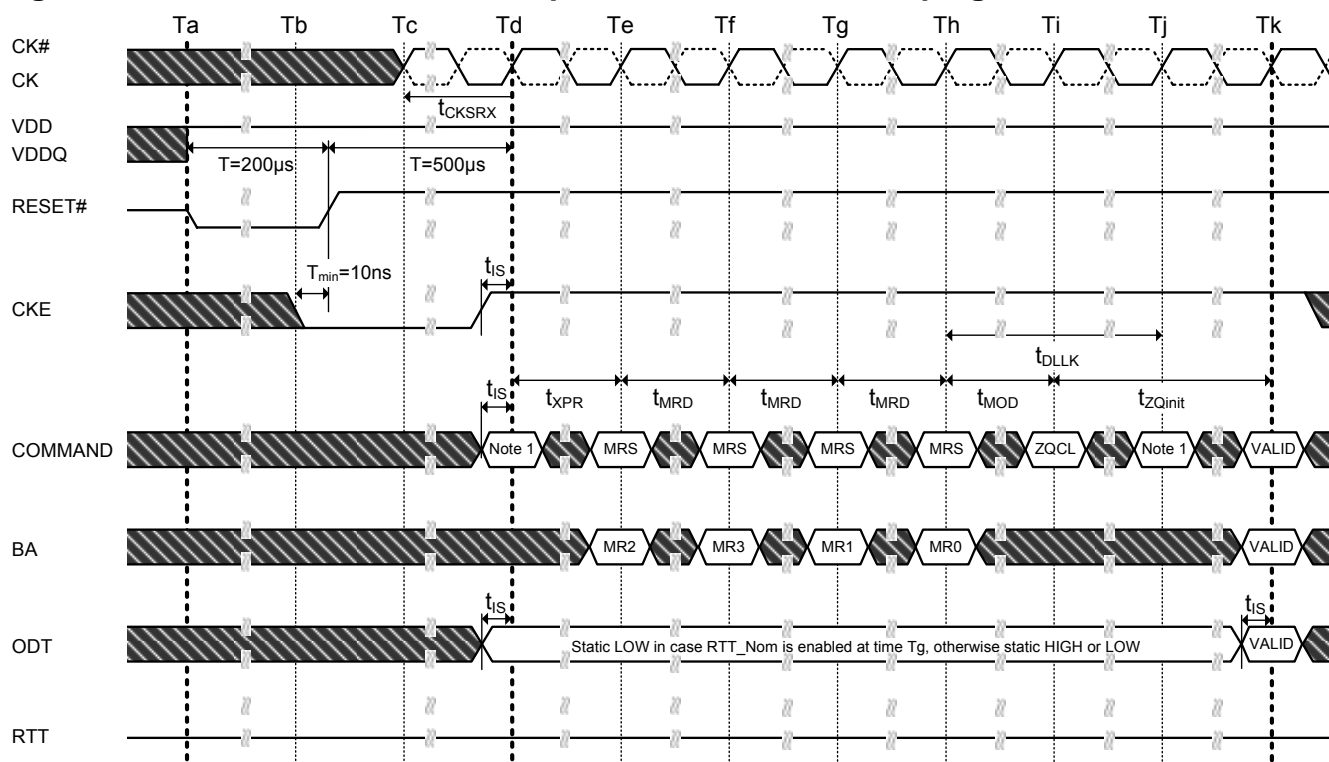 Ta Tb Tc Td Te Tf Tg Th Ti Tj Tk
CK#
CK
tCKSRX
VDD
VDDQ
T=200µs T=500µs
RESET#
Tmin=10ns tIS
CKE
tDLLK
tIS tXPR tMRD tMRD tMRD tMOD tZQinit
COMMAND Note 1 MRS MRS MRS MRS ZQCL Note 1 VALID
BA MR2 MR3 MR1 MR0 VALID
tIS tIS
ODT Static LOW in case RTT_Nom is enabled at time Tg, otherwise static HIGH or LOW VALID
RTT